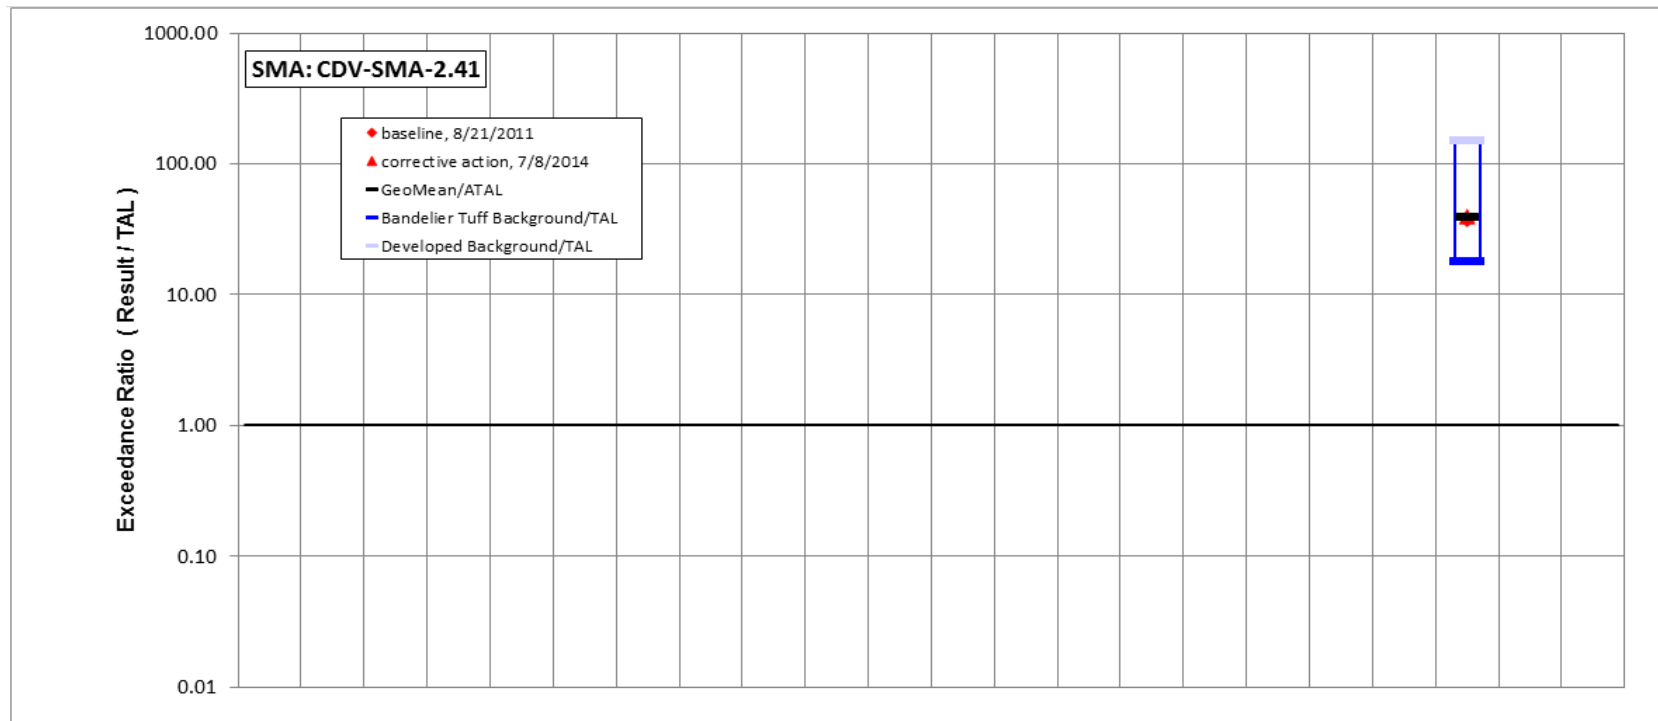 1000.00
SMA: CDV-SMA-2.41
baseline, 8/21/2011
corrective action, 7/8/2014
GeoMean/ATAL
Bandelier Tuff Background/TAL
Developed Background/TAL
100.00
10.00
1.00
0.10
0.01
Exceedance Ratio ( Result / TAL )